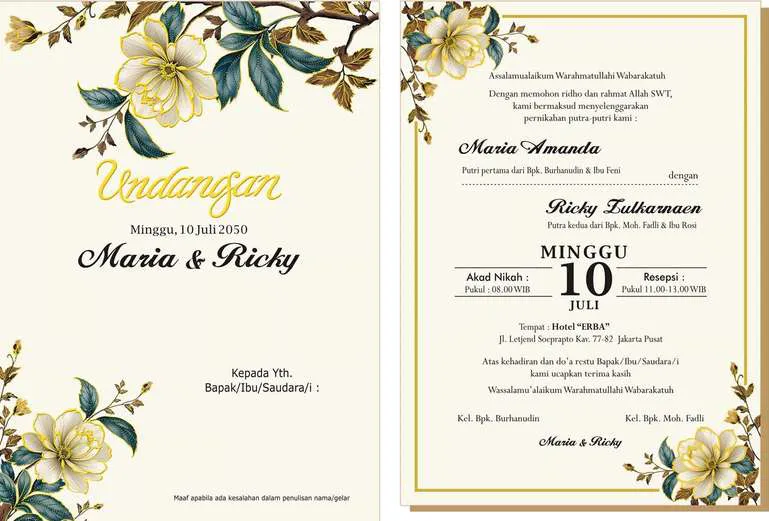 Undangan
Minggu, 10 Juli 2050
Maria & Ricky
Kepada Yth.
Bapak/Ibu/Saudara/i :
Maaf apabila ada kesalahan dalam penulisan nama/gelar
Assalamualaikum Warahmatullahi Wabarakatuh
Dengan memohon ridho dan rahmat Allah SWT,
kami bermaksud menyelenggarakan
pernikahan putra-putri kami :
Maria Amanda
Putri pertama dari Bpk. Burhanudin & Ibu Feni
dengan
Ricky Zulkarnaen
Putra kedua dari Bpk. Moh. Fadli & Ibu Rosi
MINGGU
Akad Nikah :
Pukul : 08.00 WIB
10
Resepsi :
Pukul 11.00-13.00 WIB
JULI
Tempat : Hotel “ERBA”
Jl. Letjend Soeprapto Kav. 77-82 Jakarta Pusat
Atas kehadiran dan do’a restu Bapak/Ibu/Saudara/i
kami ucapkan terima kasih
Wassalamu’alaikum Warahmatullahi Wabarakatuh
Kel. Bpk. Burhanudin
Kel. Bpk. Moh. Fadli
Maria & Ricky